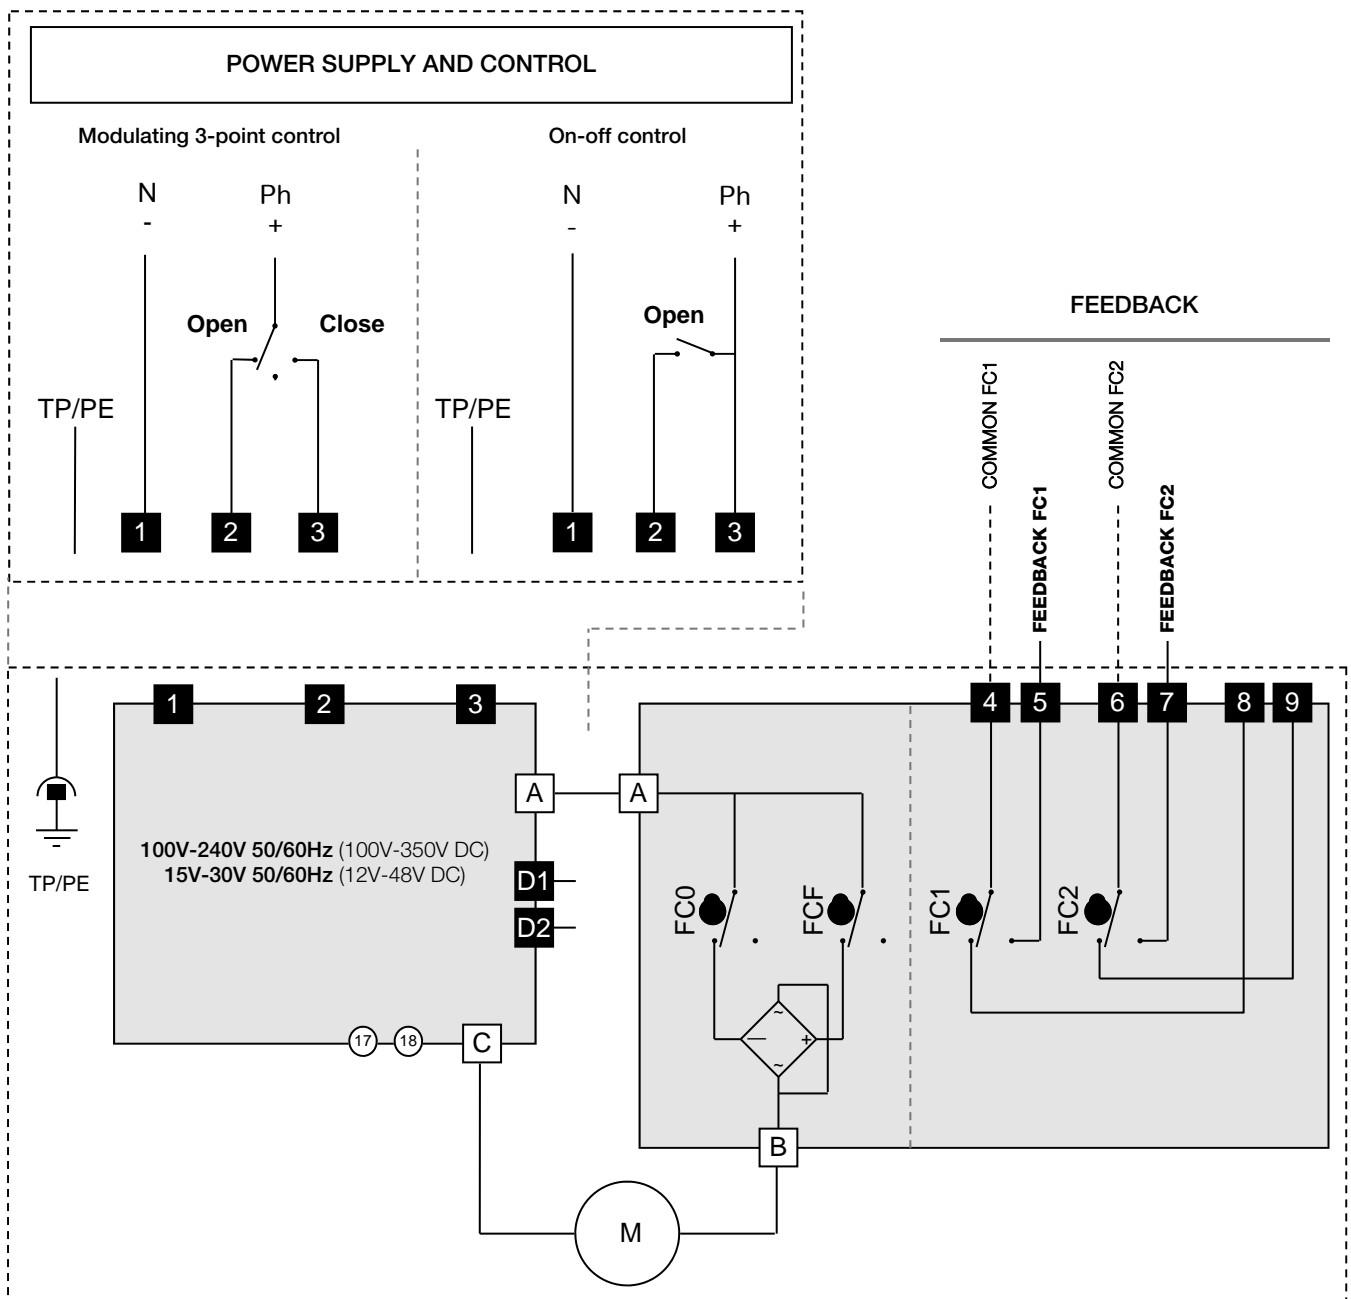 POWER SUPPLY AND CONTROL
Modulating 3-point control
On-off control
N
Ph
N
Ph
-
+
-
+
Open
Close
Open
TP/PE
TP/PE
1
2
3
1
2
3
FEEDBACK
COMMON FC1
FEEDBACK FC1
COMMON FC2
FEEDBACK FC2
1
2
3
4
5
6
7
8
9
A
A
100V-240V 50/60Hz (100V-350V DC)
15V-30V 50/60Hz (12V-48V DC)
TP/PE
D1
D2
FC0
FCF
FC1
FC2
~
—
+
~
17
18
C
B
M